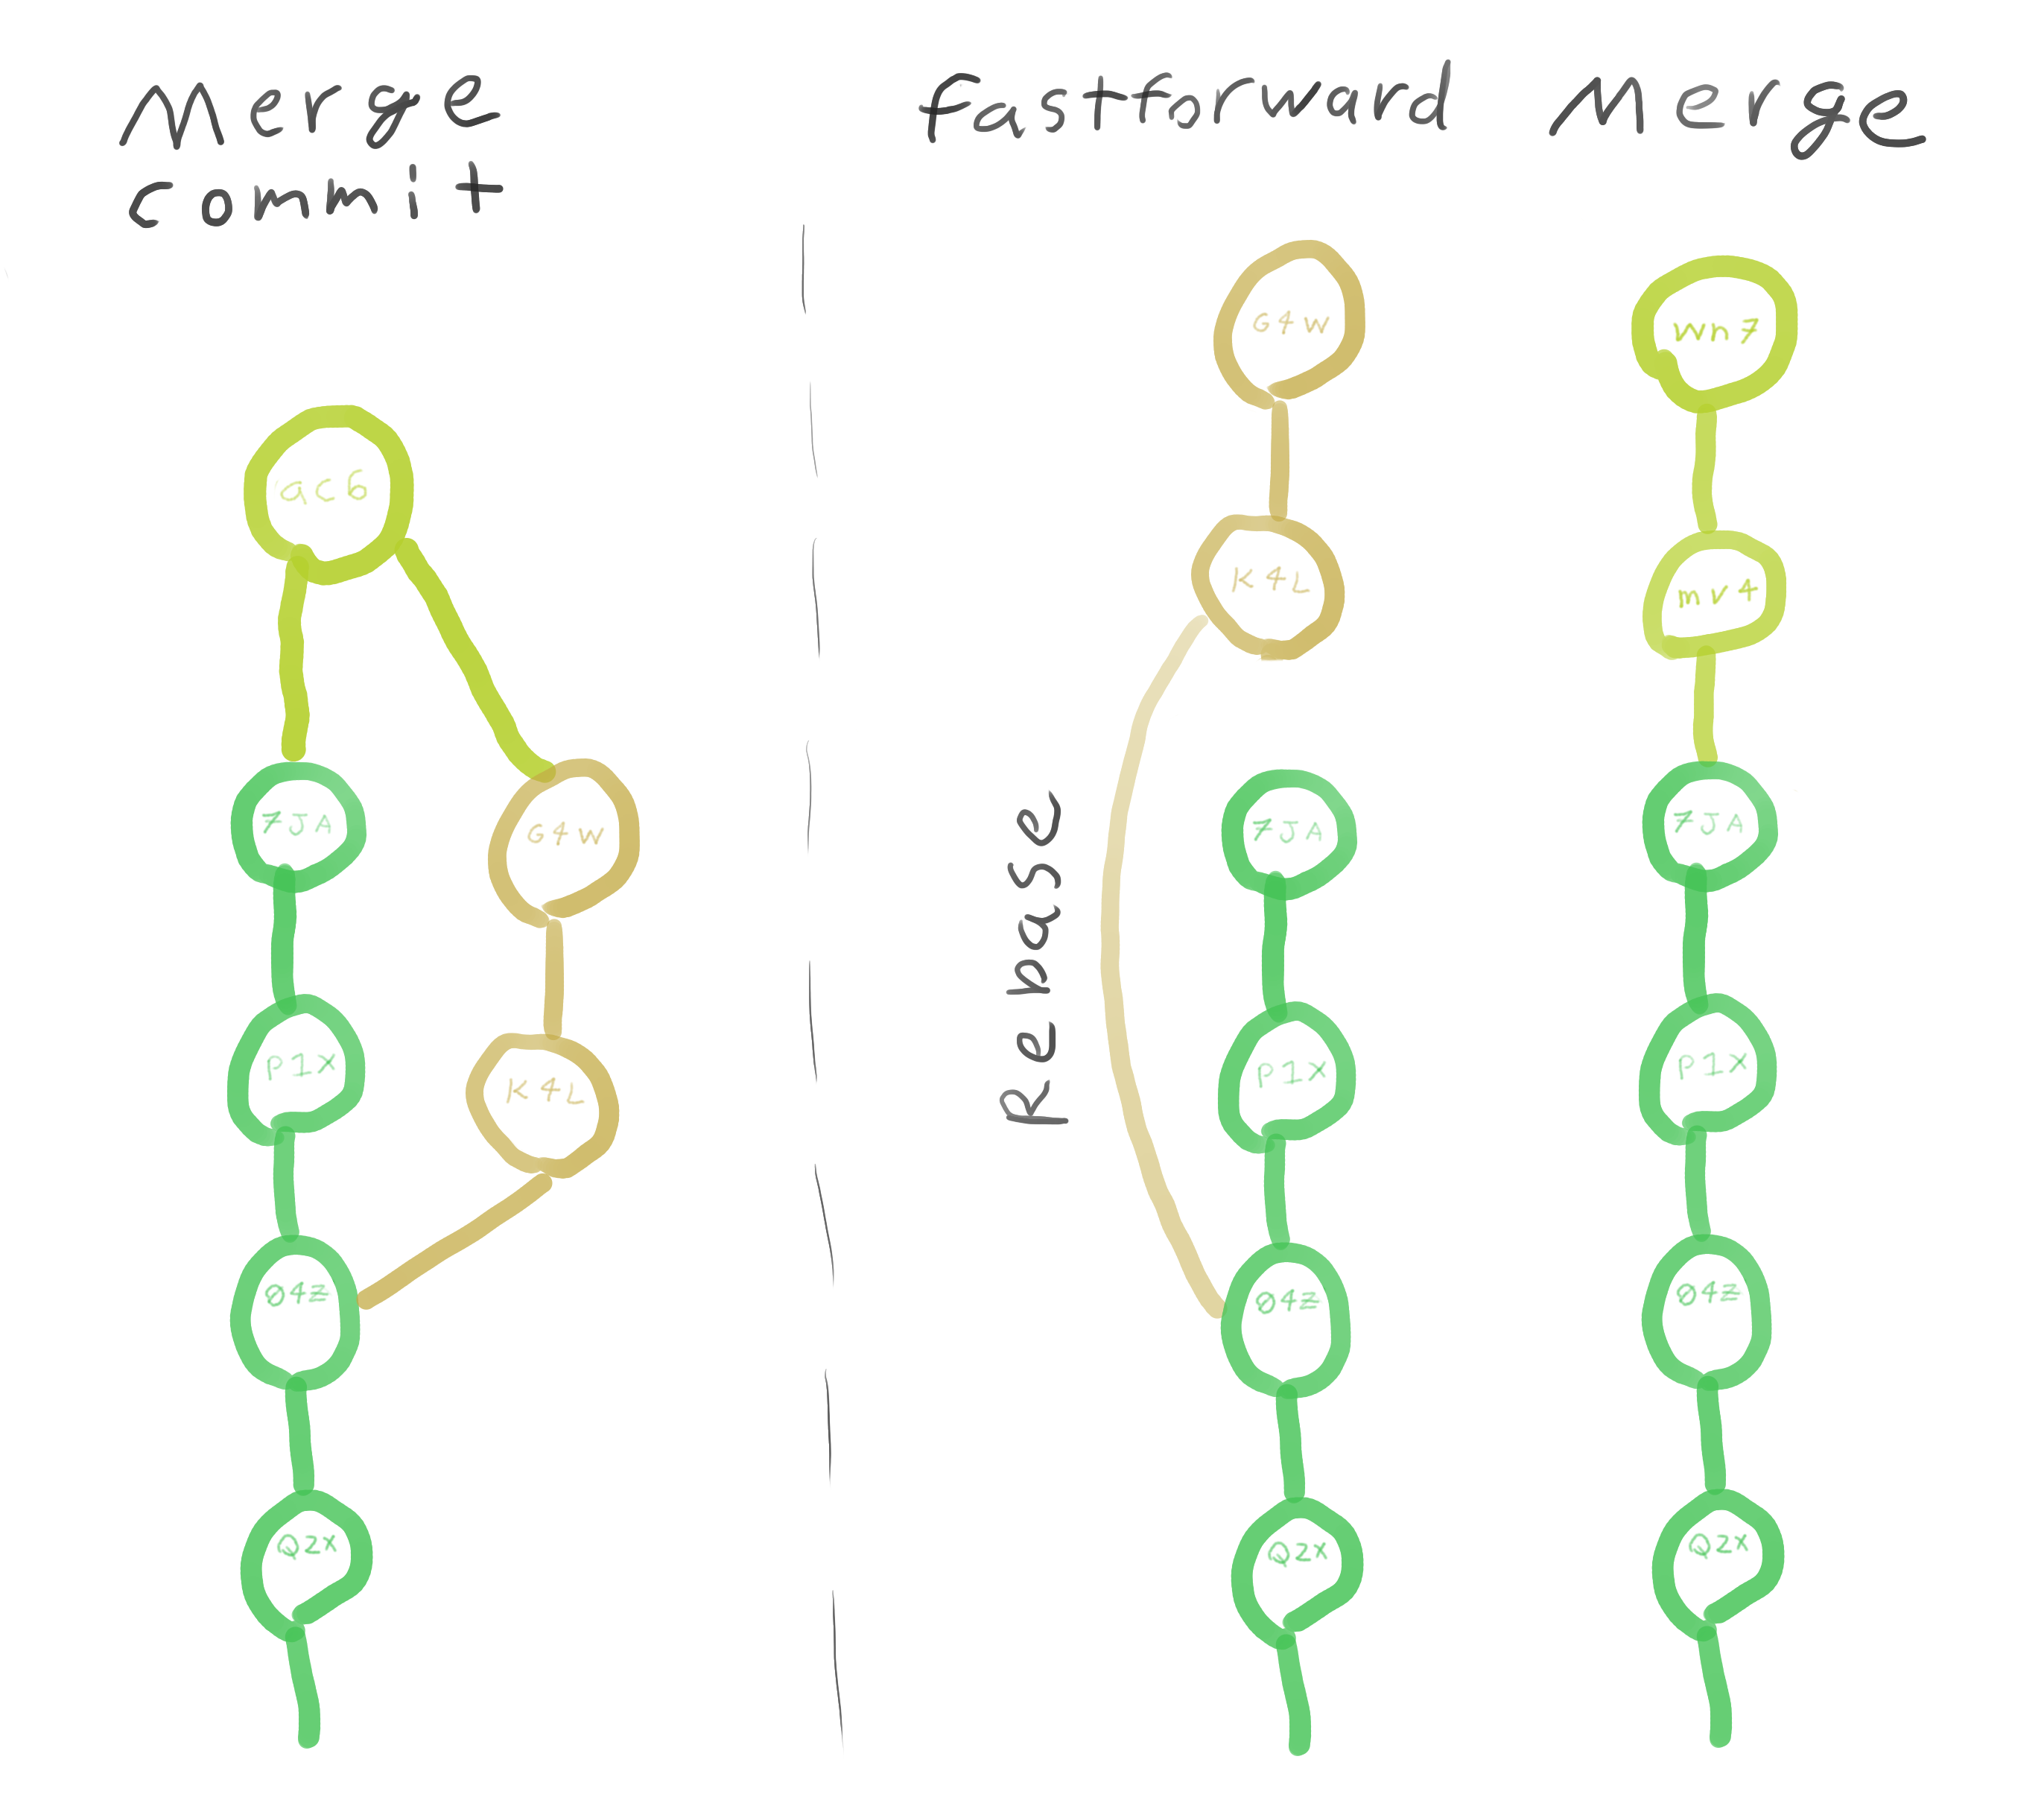 Merge
commit
fastforward Merge
ac6
7JA
G4W
P1X
K4L
04Z
Q2X
Rebase
G4W
K4L
7JA
P1X
04Z
Q2X
Wn7
mv4
7JA
P1X
04Z
Q2X